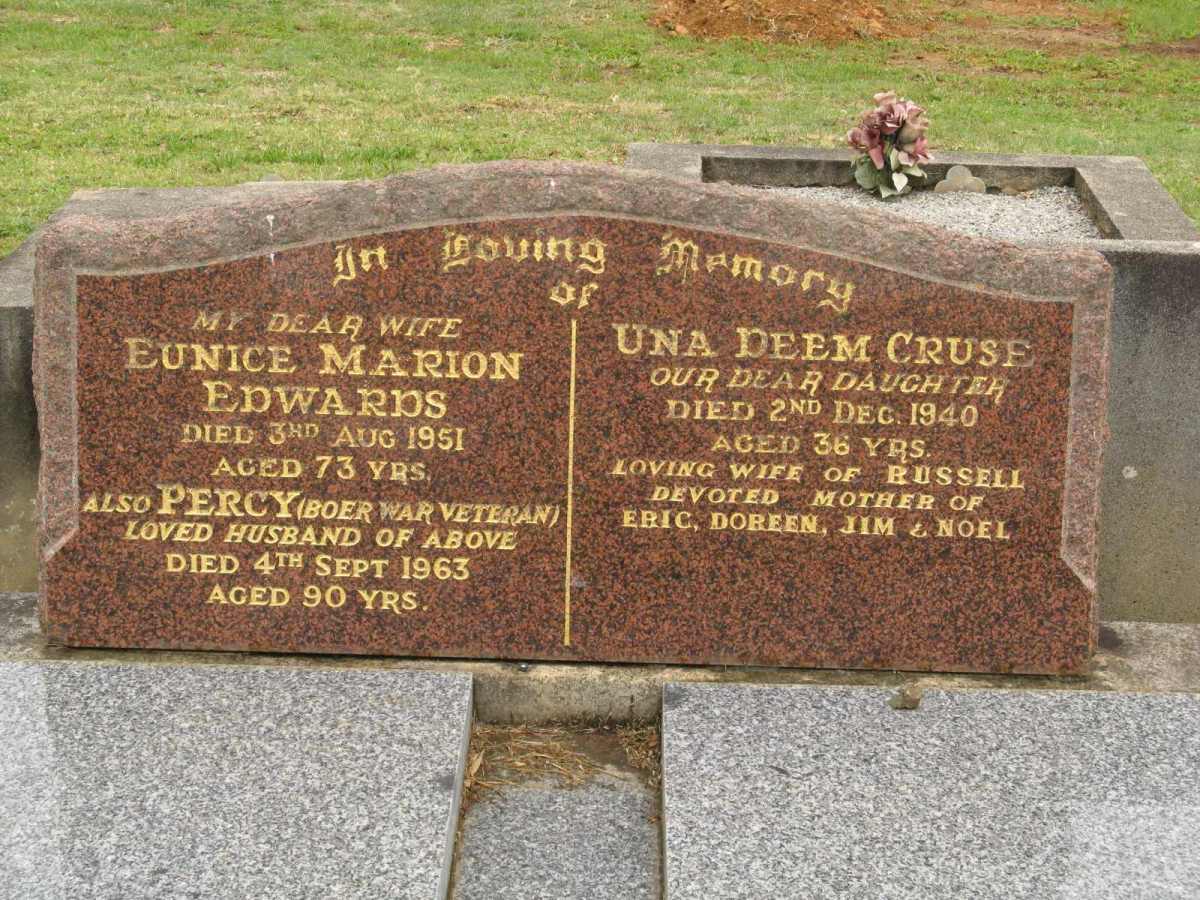 In Loving Memory
of
MY DEAR WIFE
EUNICE MARION
EDWARDS
DIED 3RD AUG 1951
AGED 73 YRS.
ALSO PERCY (BOER WAR VETERAN)
LOVED HUSBAND OF ABOVE
DIED 4TH SEPT 1963
AGED 90 YRS.
UNA DEEM CRUSE
OUR DEAR DAUGHTER
DIED 2ND DEC. 1940
AGED 36 YRS.
LOVING WIFE OF RUSSELL
DEVOTED MOTHER OF
ERIC, DOREEN, JIM & NOEL